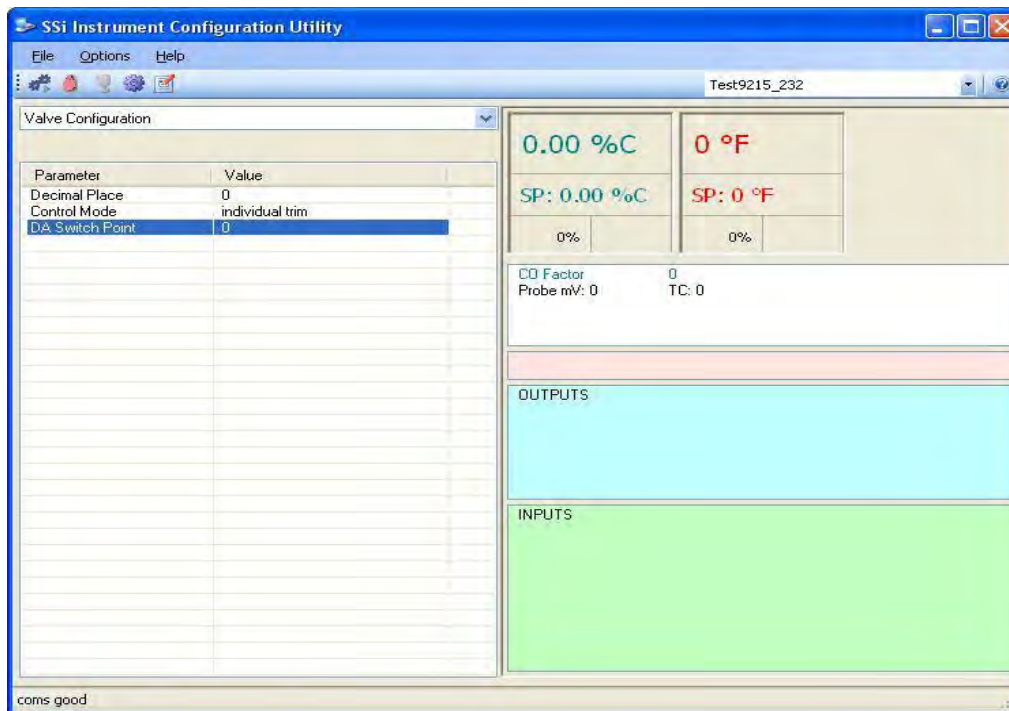 SSi Instrument Configuration Utility
File Options Help
Test9215_232
Valve Configuration
Parameter Value
Decimal Place 0
Control Mode individual trim
DA Switch Point 0
0.00 %C 0 °F
SP: 0.00 %C SP: 0 °F
0% 0%
CO Factor 0
Probe mV: 0 TC: 0
OUTPUTS
INPUTS
coms good